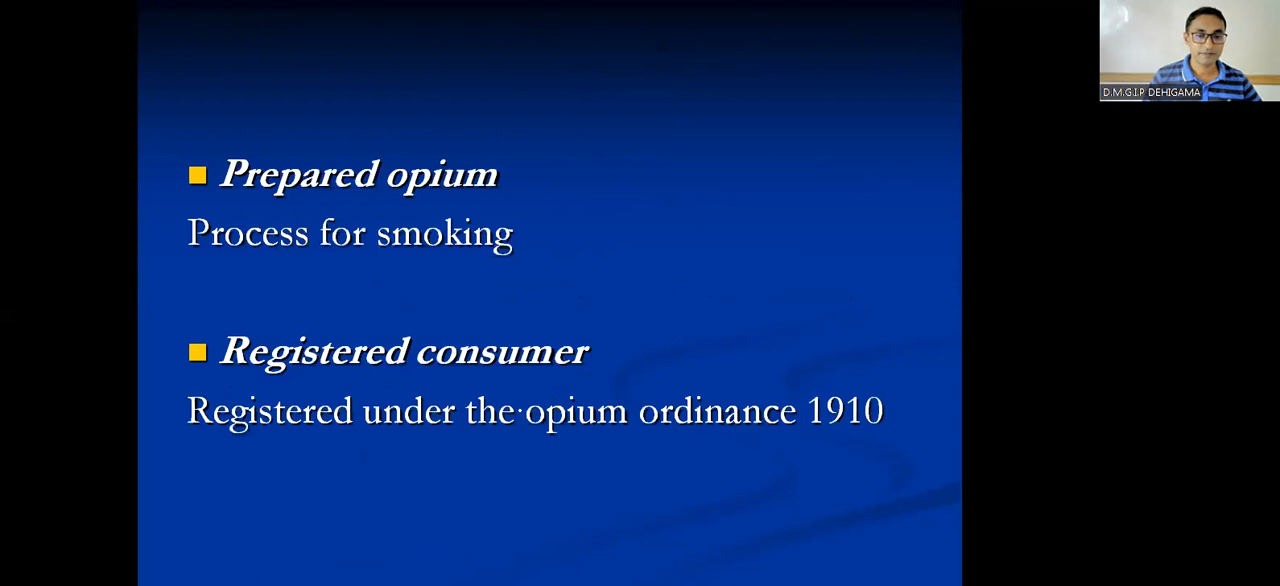 Prepared opium
Process for smoking
Registered consumer
Registered under the opium ordinance 1910
D.M.G.I.P DEHIGAMA